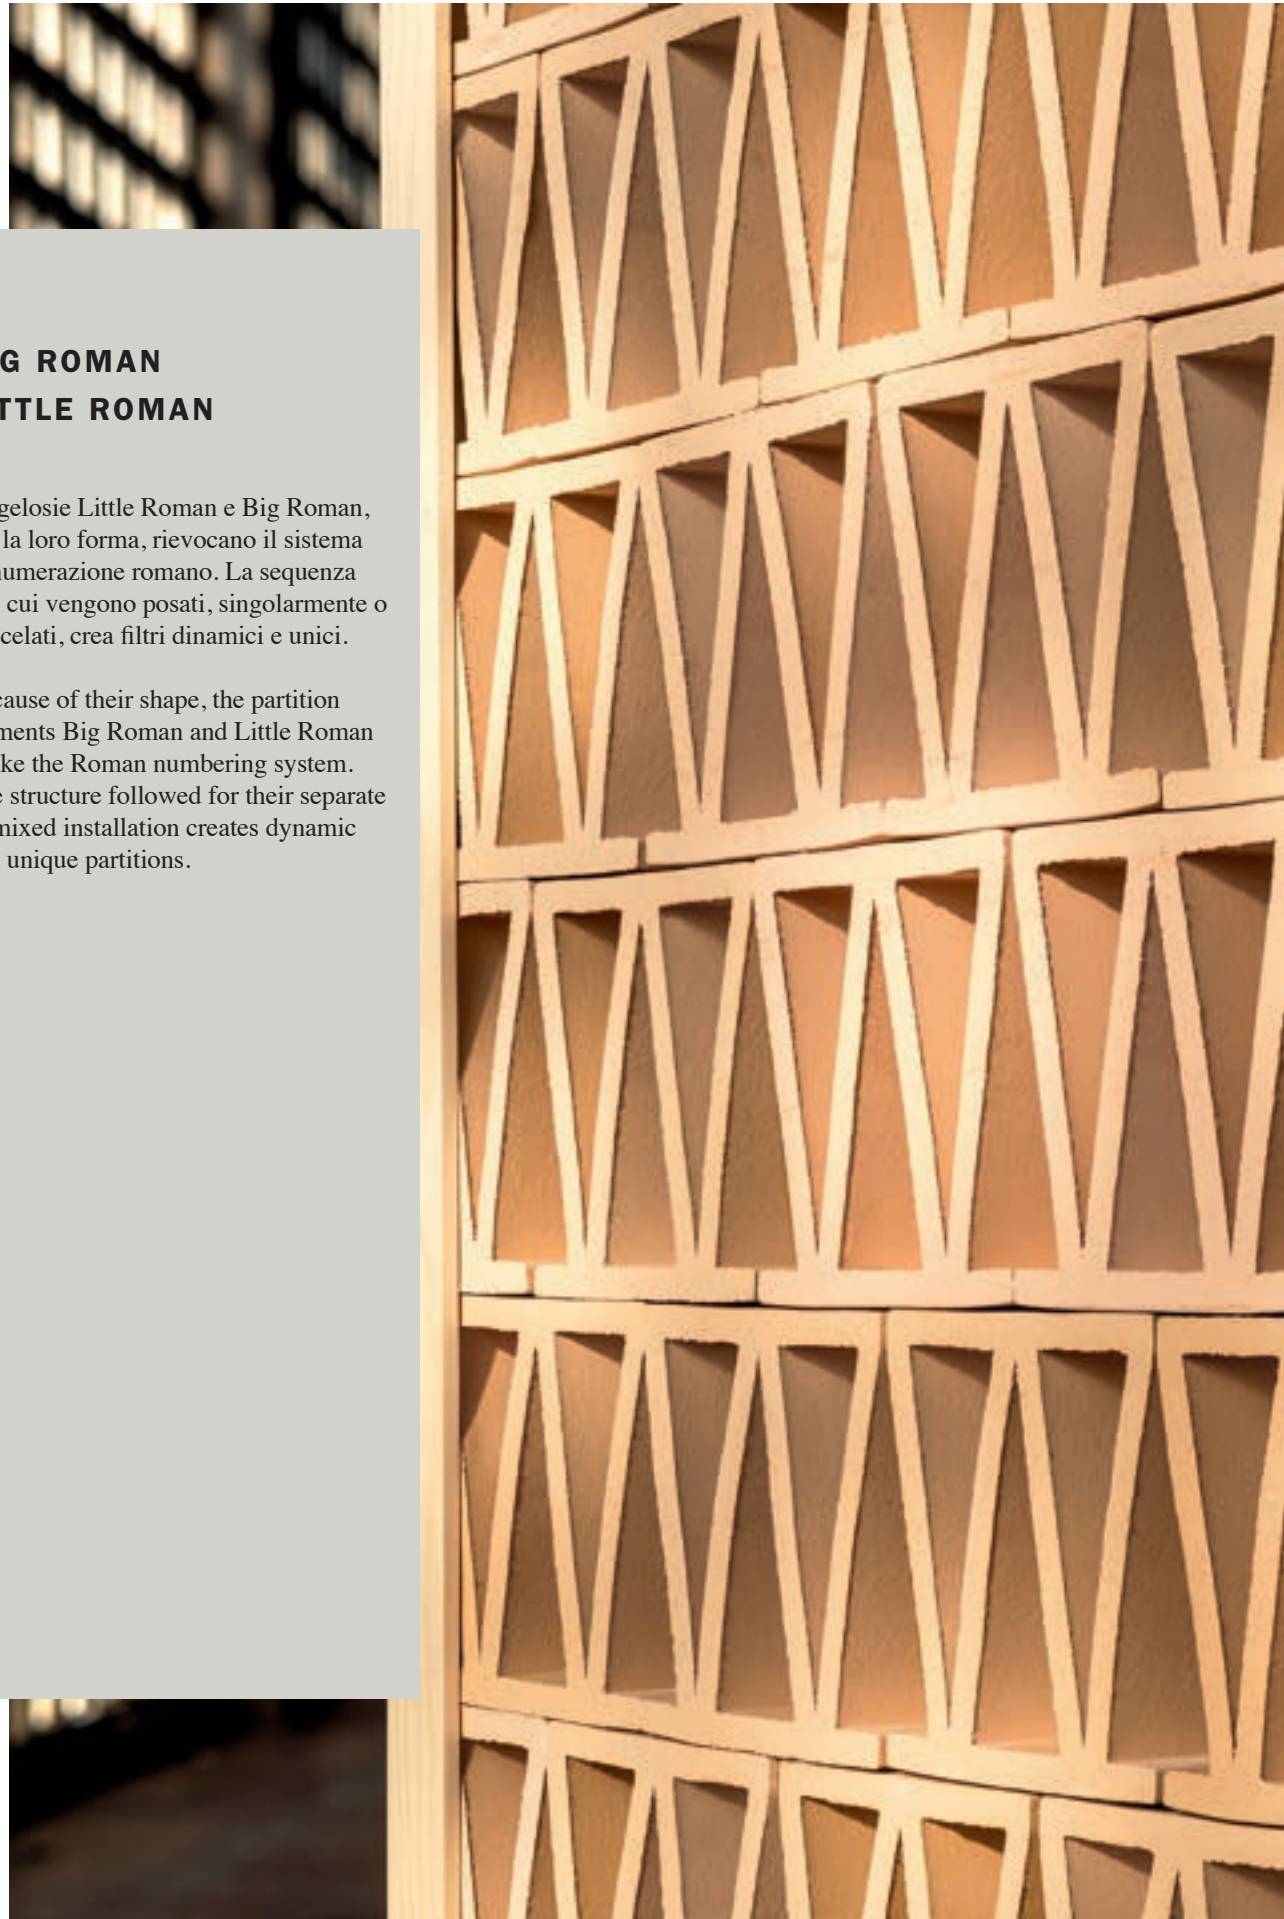 G ROMAN
TTLE ROMAN
gelosie Little Roman e Big Roman,
la loro forma, rievocano il sistema
numerazione romano. La sequenza
cui vengono posati, singolarmente o
celati, crea filtri dinamici e unici.
cause of their shape, the partition
ments Big Roman and Little Roman
ke the Roman numbering system.
e structure followed for their separate
mixed installation creates dynamic
unique partitions.